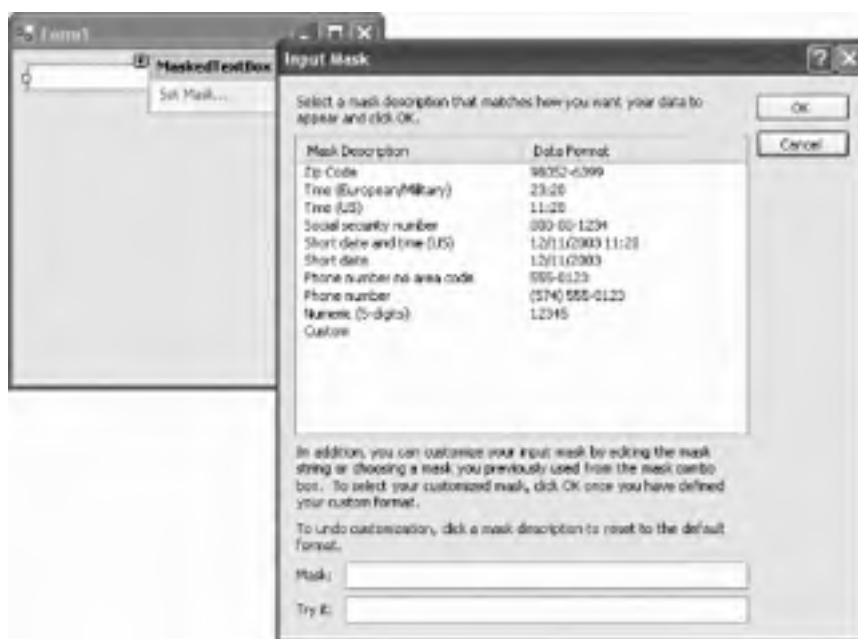 Form1
MaskedTextBox
Set Mask...
Input Mask
Select a mask description that matches how you want your data to
appear and click OK.
OK
Cancel
Mask Description Data Format
Zip Code 98052-6399
Time (European/Military) 23:20
Time (US) 11:20
Social security number 000-00-1234
Short date and time (US) 12/11/2003 11:20
Short date 12/11/2003
Phone number no area code 555-0123
Phone number (574) 555-0123
Numeric (5-digits) 12345
Custom
In addition, you can customize your input mask by editing the mask
string or choosing a mask you previously used from the mask combo
box. To select your customized mask, click OK once you have defined
your custom format.
To undo customization, click a mask description to reset to the default
format.
Mask:
Try it: